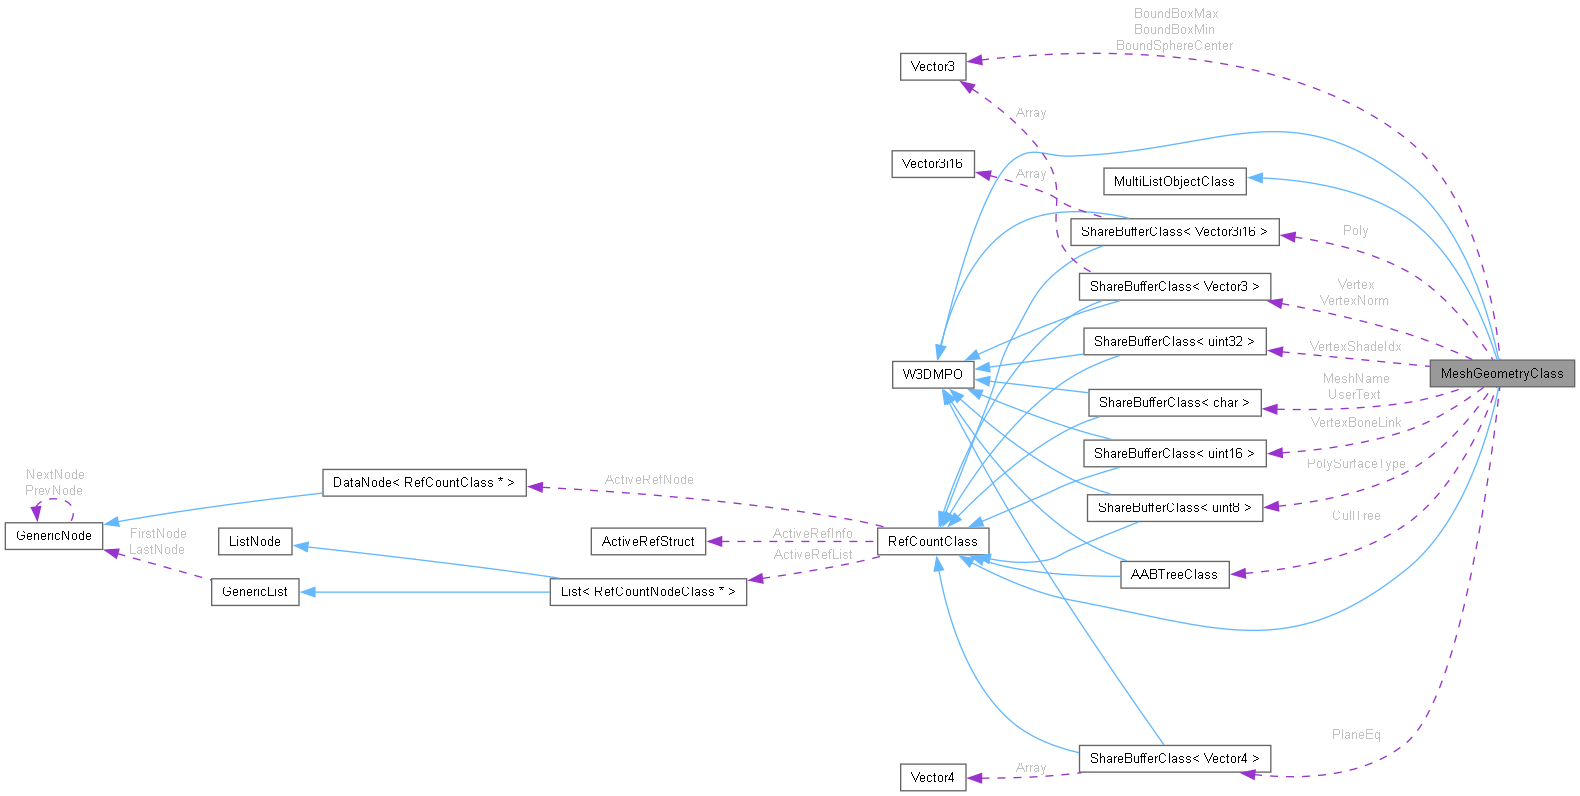 BoundBoxMax
BoundBoxMin
BoundSphereCenter
Vector3
Array
Vector3i16
Array
MultiListObjectClass
ShareBufferClass< Vector3i16 >
Poly
ShareBufferClass< Vector3 >
Vertex
VertexNorm
ShareBufferClass< uint32 >
VertexShadeIdx
W3DMPO
MeshGeometryClass
ShareBufferClass< char >
MeshName
UserText
ShareBufferClass< uint16 >
VertexBoneLink
NextNode
PrevNode
DataNode< RefCountClass * >
ActiveRefNode
PolySurfaceType
ShareBufferClass< uint8 >
GenericNode
FirstNode
LastNode
ListNode
ActiveRefStruct
ActiveRefInfo
ActiveRefList
RefCountClass
CullTree
AABTreeClass
GenericList
List< RefCountNodeClass * >
PlaneEq
ShareBufferClass< Vector4 >
Array
Vector4